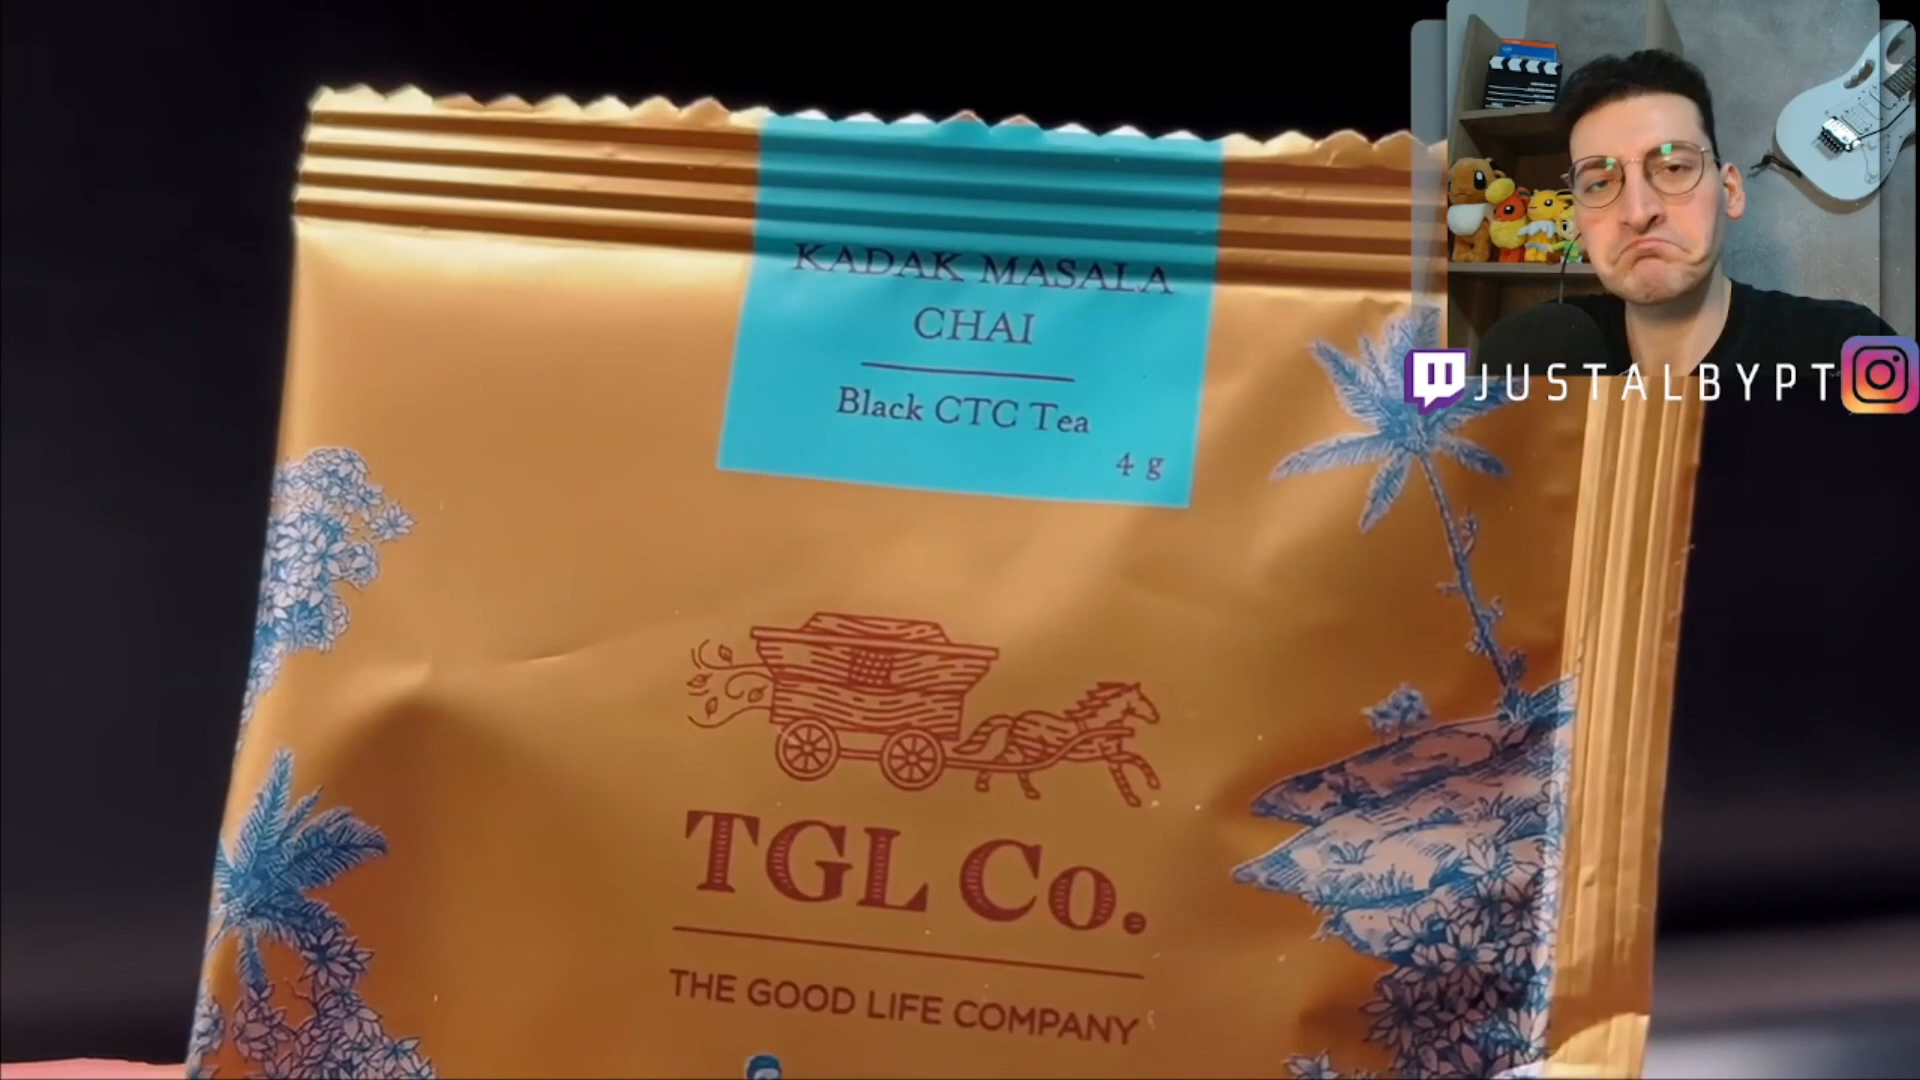 KADAK MASALA
CHAI
Black CTC Tea
4 g
TGL Co.
THE GOOD LIFE COMPANY
JUSTALBYPT